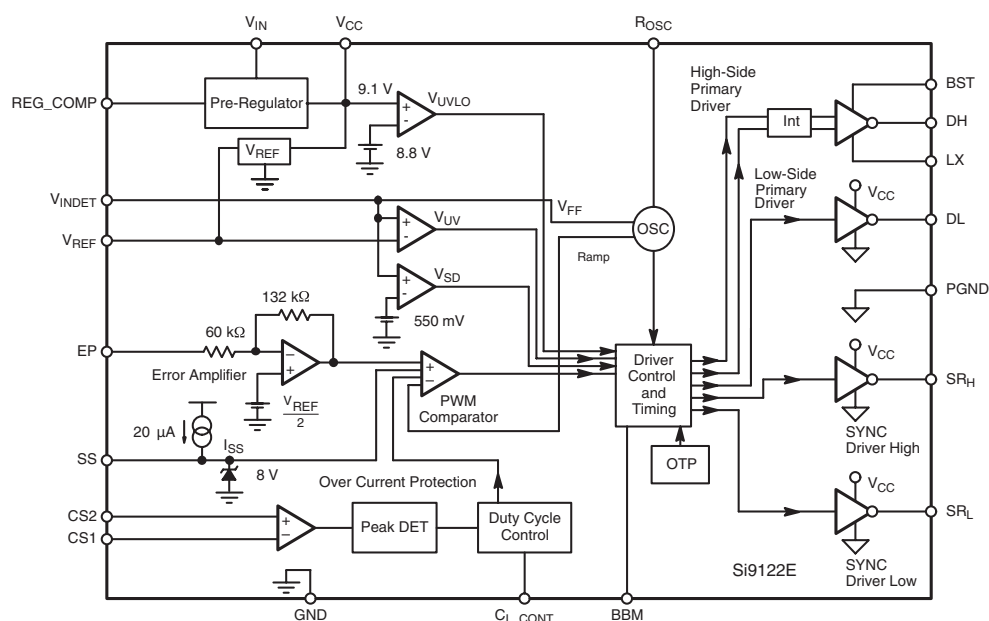 VIN
VCC
ROSC
REG_COMP
Pre-Regulator
9.1 V
VUVLO
High-Side
Primary
Driver
BST
Int
DH
LX
VREF
8.8 V
VINDET
VFF
Low-Side
Primary
Driver
VCC
DL
VREF
VUV
OSC
Ramp
VSD
550 mV
PGND
132 kΩ
60 kΩ
EP
Error Amplifier
VREF
2
PWM
Comparator
Driver
Control
and
Timing
VCC
SRH
SYNC
Driver High
20 μA
ISS
SS
8 V
OTP
Over Current Protection
CS2
CS1
Peak DET
Duty Cycle
Control
VCC
SRL
SYNC
Driver Low
Si9122E
GND
CL_CONT
BBM